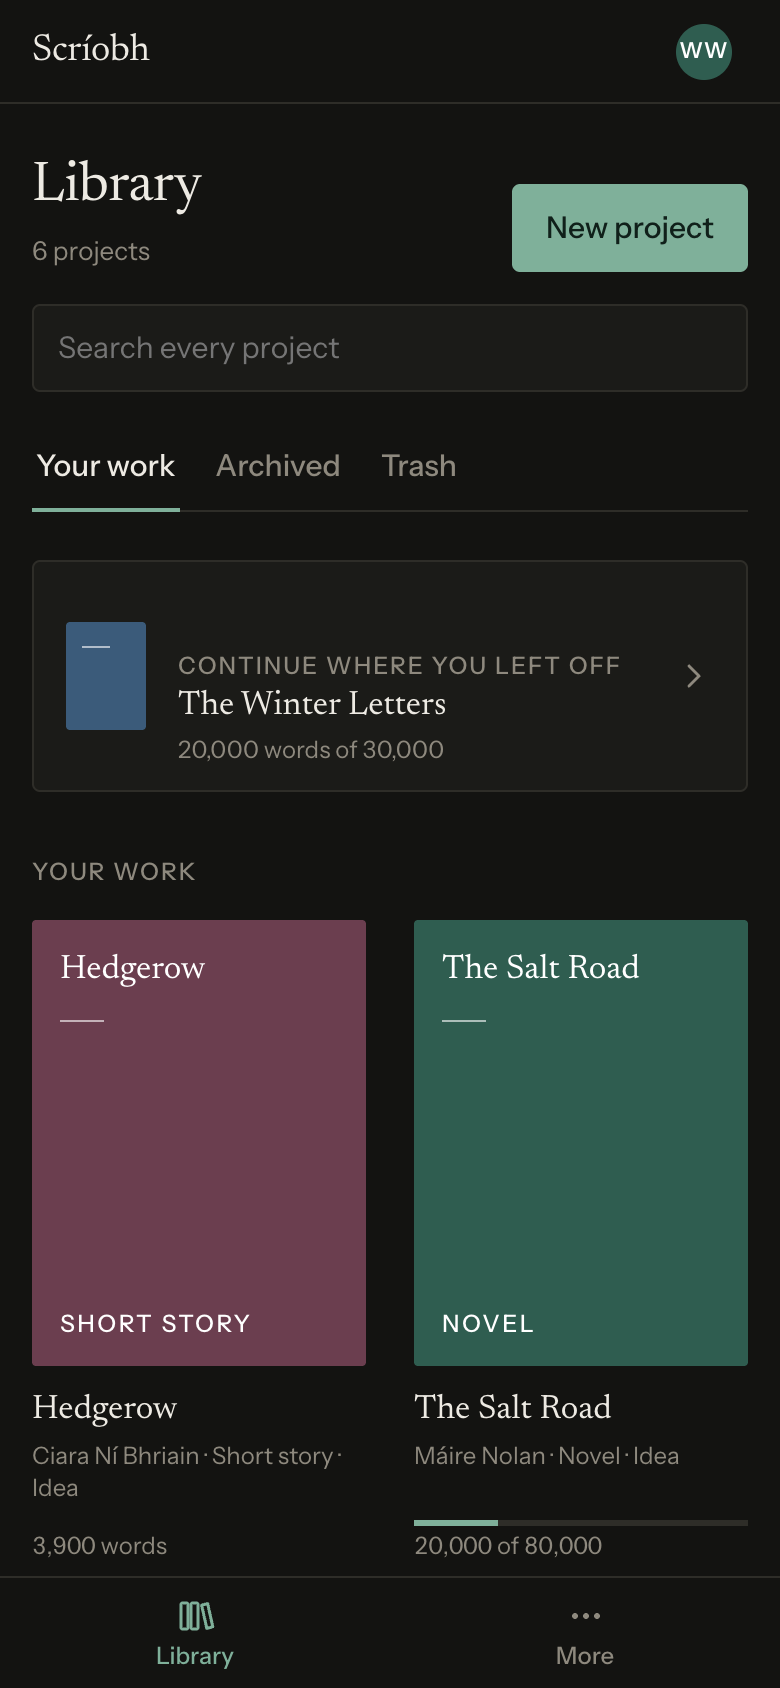 Scríobh
WW
Library
6 projects
New project
Search every project
Your work
Archived
Trash
CONTINUE WHERE YOU LEFT OFF
The Winter Letters
20,000 words of 30,000
YOUR WORK
Hedgerow
SHORT STORY
Hedgerow
Ciara Ní Bhriain · Short story ·
Idea
3,900 words
The Salt Road
NOVEL
The Salt Road
Máire Nolan · Novel · Idea
20,000 of 80,000
Library
More